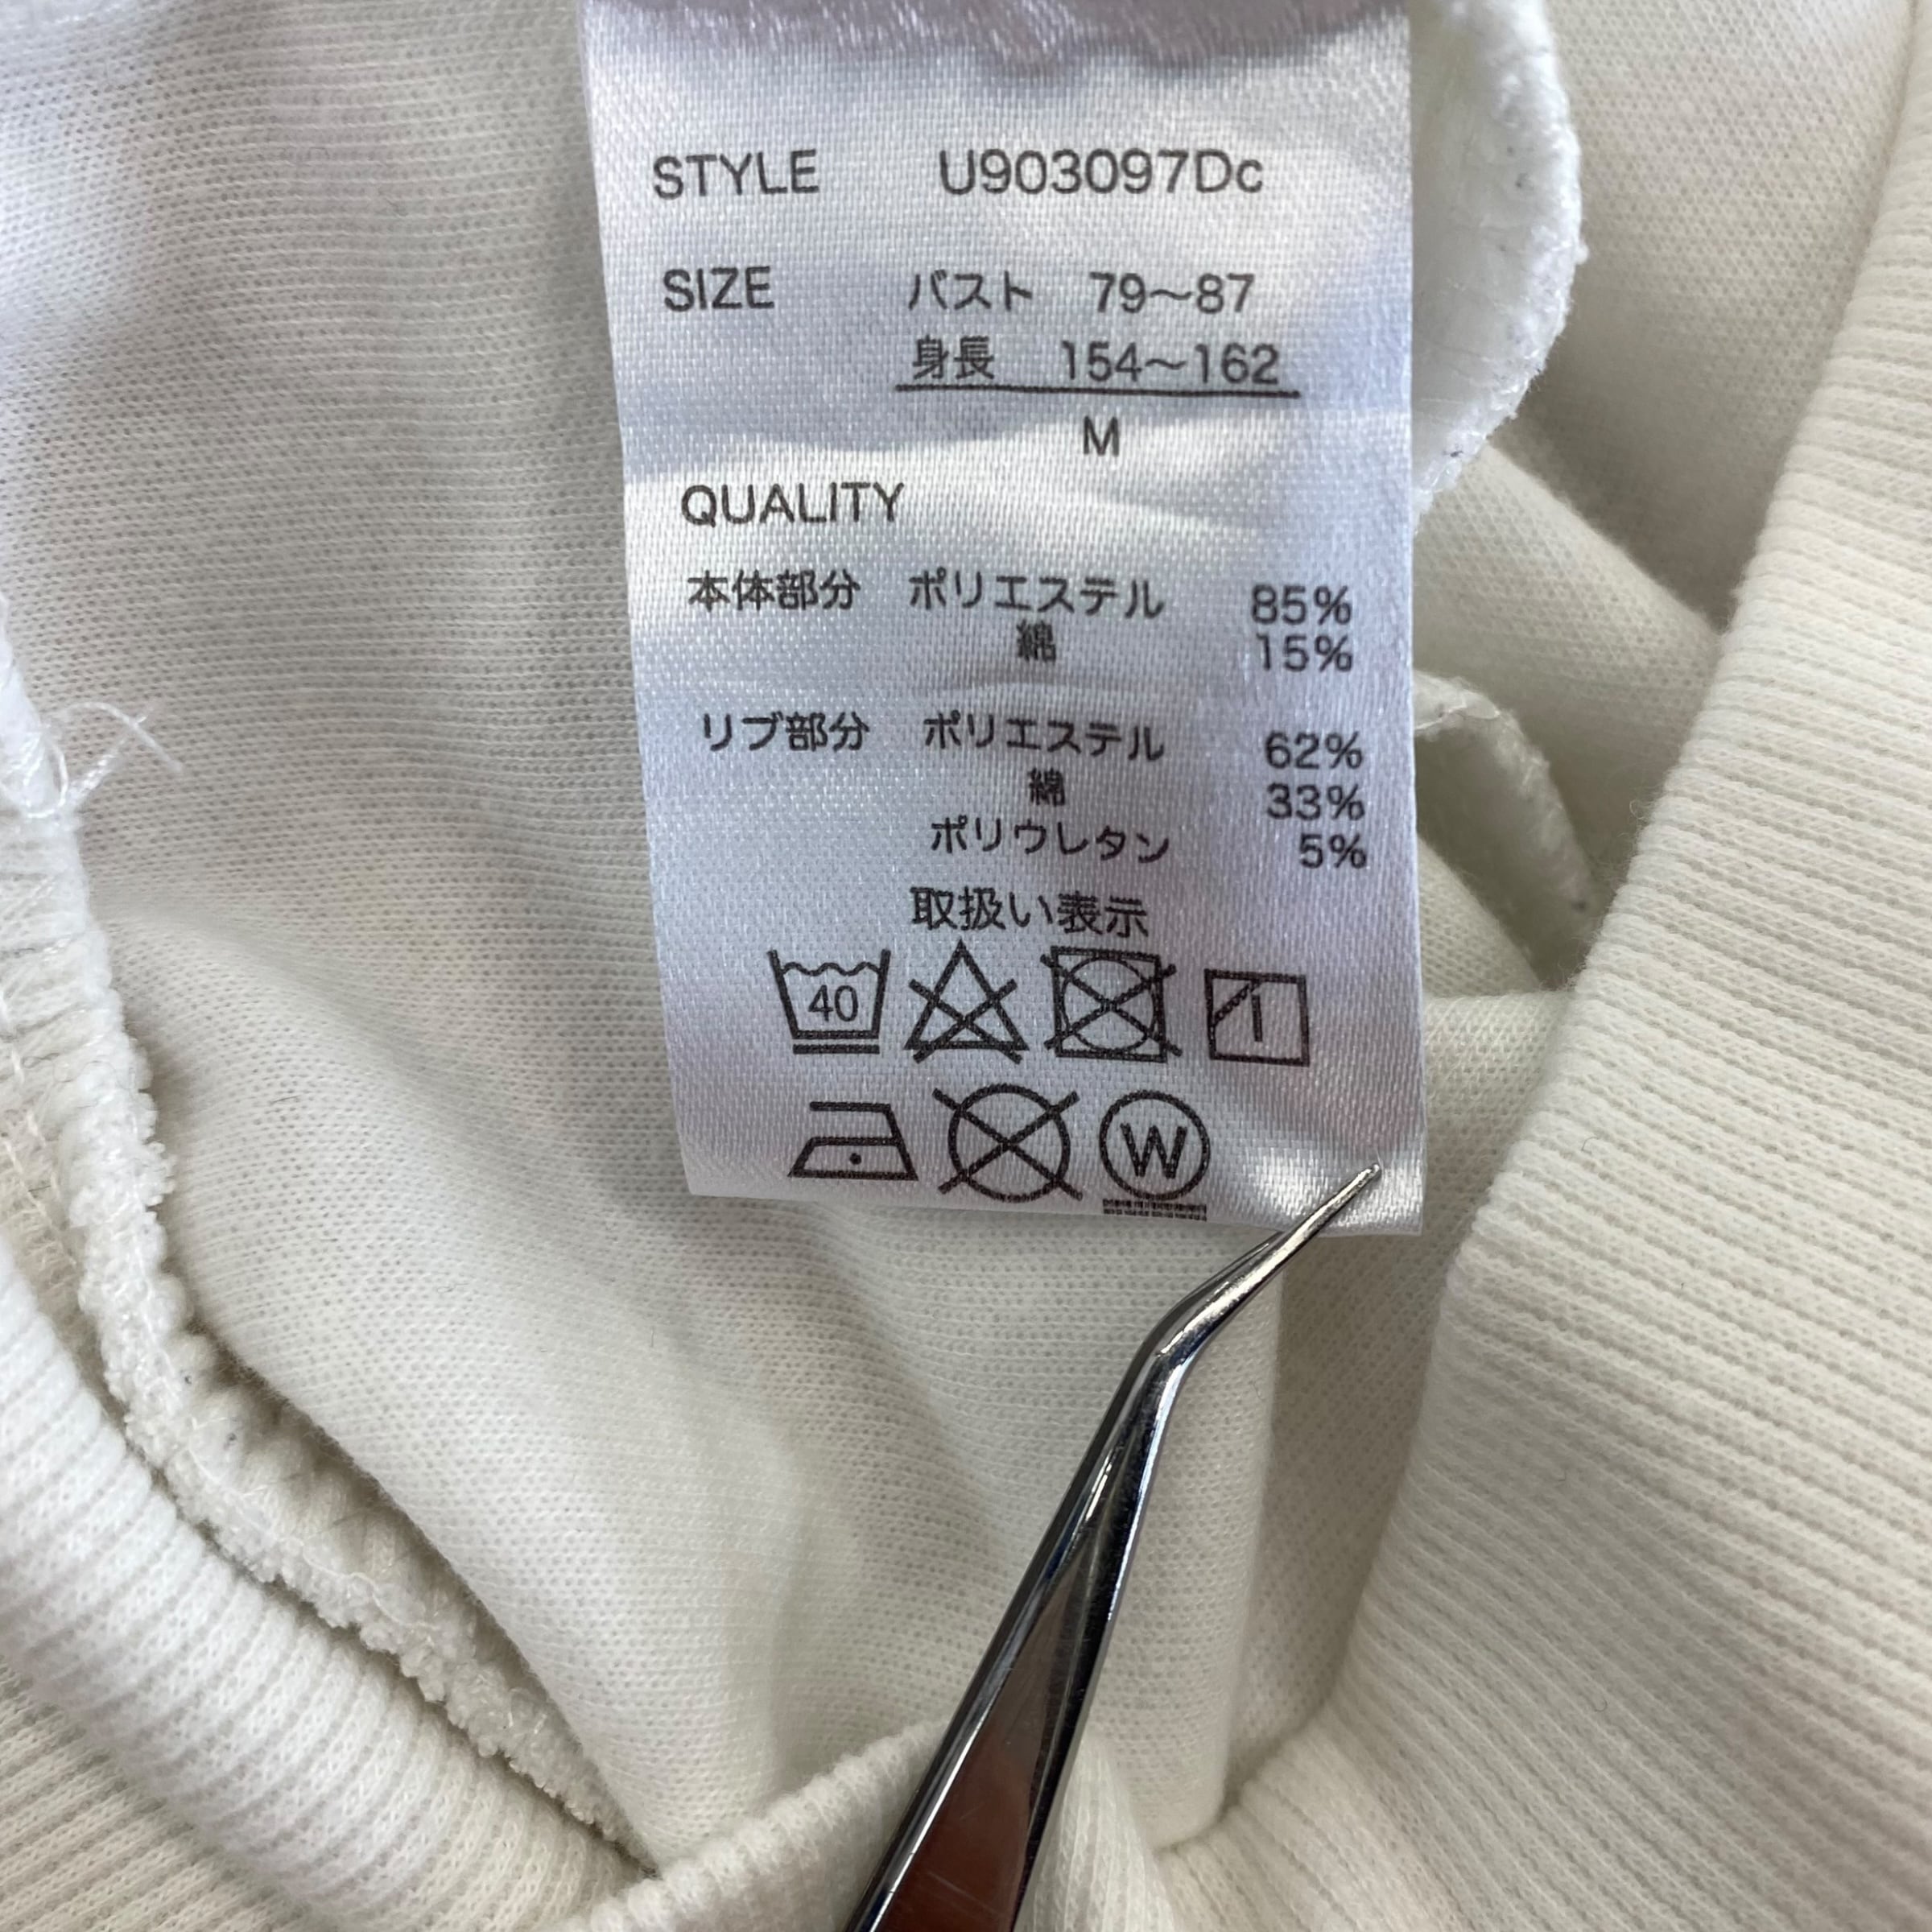 STYLE U903097Dc
SIZE バスト 79～87
身長 154～162
M
QUALITY
本体部分 ポリエステル 85%
綿 15%
リブ部分 ポリエステル 62%
綿 33%
ポリウレタン 5%
取扱い表示
40
W